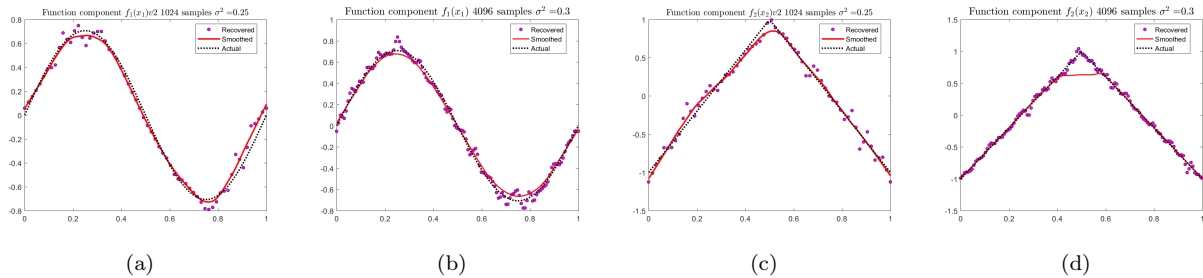 Function component f₁(x₁)v2 1024 samples σ² =0.25
Recovered
Smoothed
Actual
0.8
0.6
0.4
0.2
0
-0.2
-0.4
-0.6
-0.8
0 0.2 0.4 0.6 0.8 1
(a)
Function component f₁(x₁) 4096 samples σ² =0.3
Recovered
Smoothed
Actual
1
0.8
0.6
0.4
0.2
0
-0.2
-0.4
-0.6
-0.8
0 0.2 0.4 0.6 0.8 1
(b)
Function component f₂(x₂)v2 1024 samples σ² =0.25
Recovered
Smoothed
Actual
1
0.5
0
-0.5
-1
-1.5
0 0.2 0.4 0.6 0.8 1
(c)
Function component f₂(x₂) 4096 samples σ² =0.3
Recovered
Smoothed
Actual
1.5
1
0.5
0
-0.5
-1
-1.5
0 0.2 0.4 0.6 0.8 1
(d)